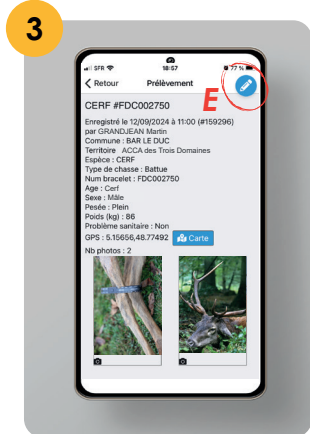 3
SFR
18:57
77 %
Retour
Prélèvement
E
CERF #FDC002750
Enregistré le 12/09/2024 à 11:00 (#159296)
par GRANDJEAN Martin
Commune : BAR LE DUC
Territoire ACCA des Trois Domaines
Espèce : CERF
Type de chasse : Battue
Num bracelet : FDC002750
Age : Cerf
Sexe : Mâle
Pesée : Plein
Poids (kg) : 86
Problème sanitaire : Non
GPS : 5.15656,48.77492 Carte
Nb photos : 2